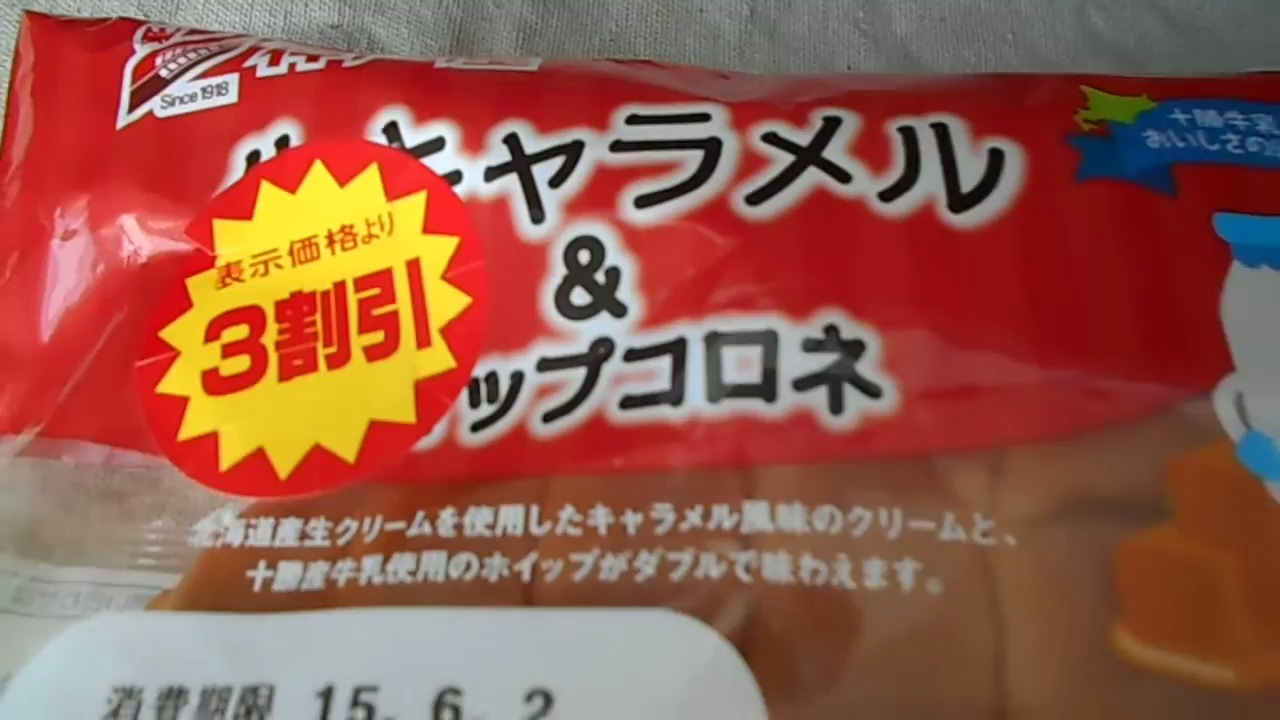 Since 1918
キャラメル
&
ップコロネ
十勝牛乳
おいしさの
表示価格より
3割引
北海道産生クリームを使用したキャラメル風味のクリームと、
十勝産牛乳使用のホイップがダブルで味わえます。
消費期限 15. 6. 2